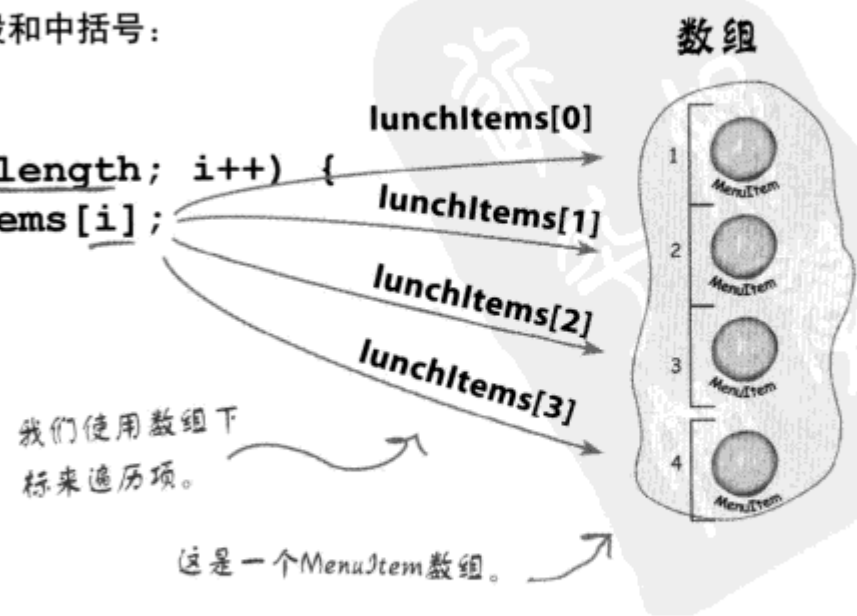 和中括号：
数组
lunchItems[0]
length; i++) {
lunchItems[1]
ems[i];
lunchItems[2]
lunchItems[3]
1
MenuItem
2
MenuItem
3
MenuItem
4
MenuItem
我们使用数组下
标来遍历项。
这是一个MenuItem数组。